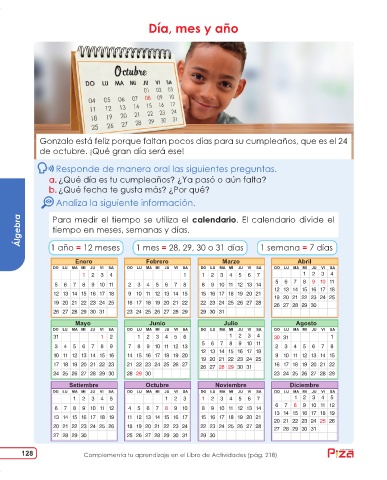 Día, mes y año
Octubre
DO LU MA MI JU VI SA
01 02 03
04 05 06 07 08 09 10
11 12 13 14 15 16 17
18 19 20 21 22 23 24
25 26 27 28 29 30 31
Gonzalo está feliz porque faltan pocos días para su cumpleaños, que es el 24
de octubre. ¡Qué gran día será ese!
Responde de manera oral las siguientes preguntas.
a. ¿Qué día es tu cumpleaños? ¿Ya pasó o aún falta?
b. ¿Qué fecha te gusta más? ¿Por qué?
Analiza la siguiente información.
Para medir el tiempo se utiliza el calendario. El calendario divide el
tiempo en meses, semanas y días.
1 año = 12 meses
1 mes = 28, 29, 30 o 31 días
1 semana = 7 días
Enero
DO LU MA MI JU VI SA
1 2 3 4
5 6 7 8 9 10 11
12 13 14 15 16 17 18
19 20 21 22 23 24 25
26 27 28 29 30 31
Febrero
DO LU MA MI JU VI SA
1
2 3 4 5 6 7 8
9 10 11 12 13 14 15
16 17 18 19 20 21 22
23 24 25 26 27 28 29
Marzo
DO LU MA MI JU VI SA
1 2 3 4 5 6 7
8 9 10 11 12 13 14
15 16 17 18 19 20 21
22 23 24 25 26 27 28
29 30 31
Abril
DO LU MA MI JU VI SA
1 2 3 4
5 6 7 8 9 10 11
12 13 14 15 16 17 18
19 20 21 22 23 24 25
26 27 28 29 30
Mayo
DO LU MA MI JU VI SA
31 1 2
3 4 5 6 7 8 9
10 11 12 13 14 15 16
17 18 19 20 21 22 23
24 25 26 27 28 29 30
Junio
DO LU MA MI JU VI SA
1 2 3 4 5 6
7 8 9 10 11 12 13
14 15 16 17 18 19 20
21 22 23 24 25 26 27
28 29 30
Julio
DO LU MA MI JU VI SA
1 2 3 4
5 6 7 8 9 10 11
12 13 14 15 16 17 18
19 20 21 22 23 24 25
26 27 28 29 30 31
Agosto
DO LU MA MI JU VI SA
30 31 1
2 3 4 5 6 7 8
9 10 11 12 13 14 15
16 17 18 19 20 21 22
23 24 25 26 27 28 29
Setiembre
DO LU MA MI JU VI SA
1 2 3 4 5
6 7 8 9 10 11 12
13 14 15 16 17 18 19
20 21 22 23 24 25 26
27 28 29 30
Octubre
DO LU MA MI JU VI SA
1 2 3
4 5 6 7 8 9 10
11 12 13 14 15 16 17
18 19 20 21 22 23 24
25 26 27 28 29 30 31
Noviembre
DO LU MA MI JU VI SA
1 2 3 4 5 6 7
8 9 10 11 12 13 14
15 16 17 18 19 20 21
22 23 24 25 26 27 28
29 30
Diciembre
DO LU MA MI JU VI SA
1 2 3 4 5
6 7 8 9 10 11 12
13 14 15 16 17 18 19
20 21 22 23 24 25 26
27 28 29 30 31
Álgebra
128
Complementa tu aprendizaje en el Libro de Actividades (pág. 218)
Piza